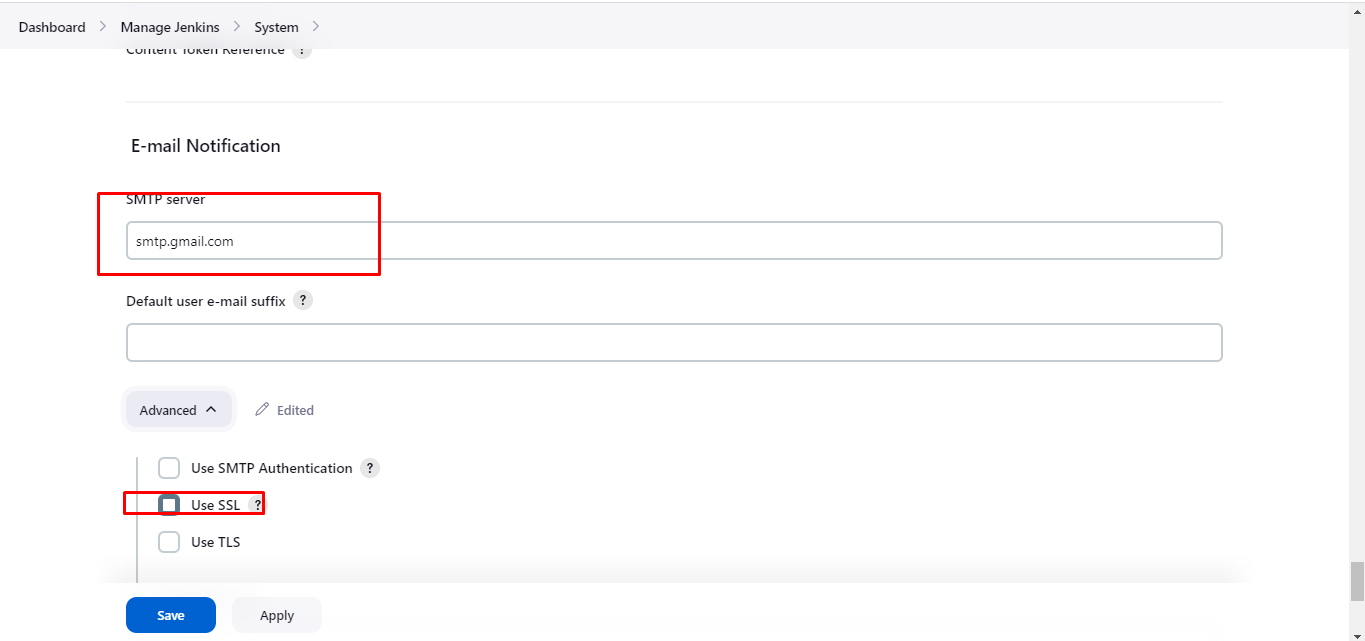 Dashboard > Manage Jenkins > System >
Content Token Reference ?
E-mail Notification
SMTP server
smtp.gmail.com
Default user e-mail suffix ?
Advanced Edited
Use SMTP Authentication ?
Use SSL ?
Use TLS
Save Apply